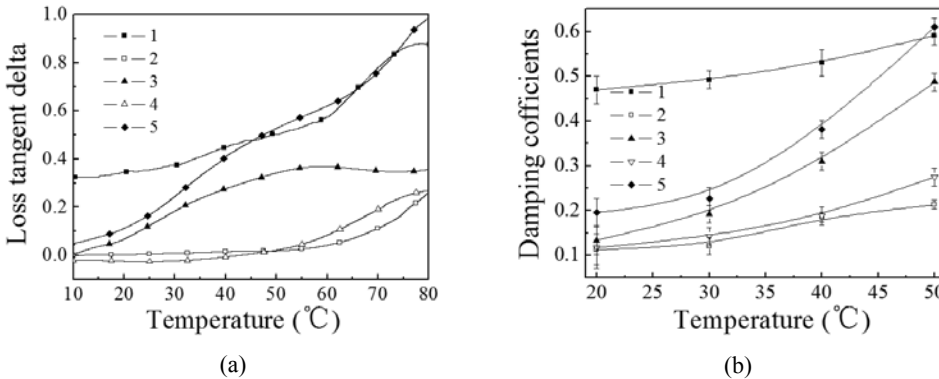 (a)
Loss tangent delta
1.0
0.8
0.6
0.4
0.2
0.0
1
2
3
4
5
10 20 30 40 50 60 70 80
Temperature (℃)
(a)
(b)
Damping cofficients
0.6
0.5
0.4
0.3
0.2
0.1
1
2
3
4
5
20 25 30 35 40 45 50
Temperature (℃)
(b)